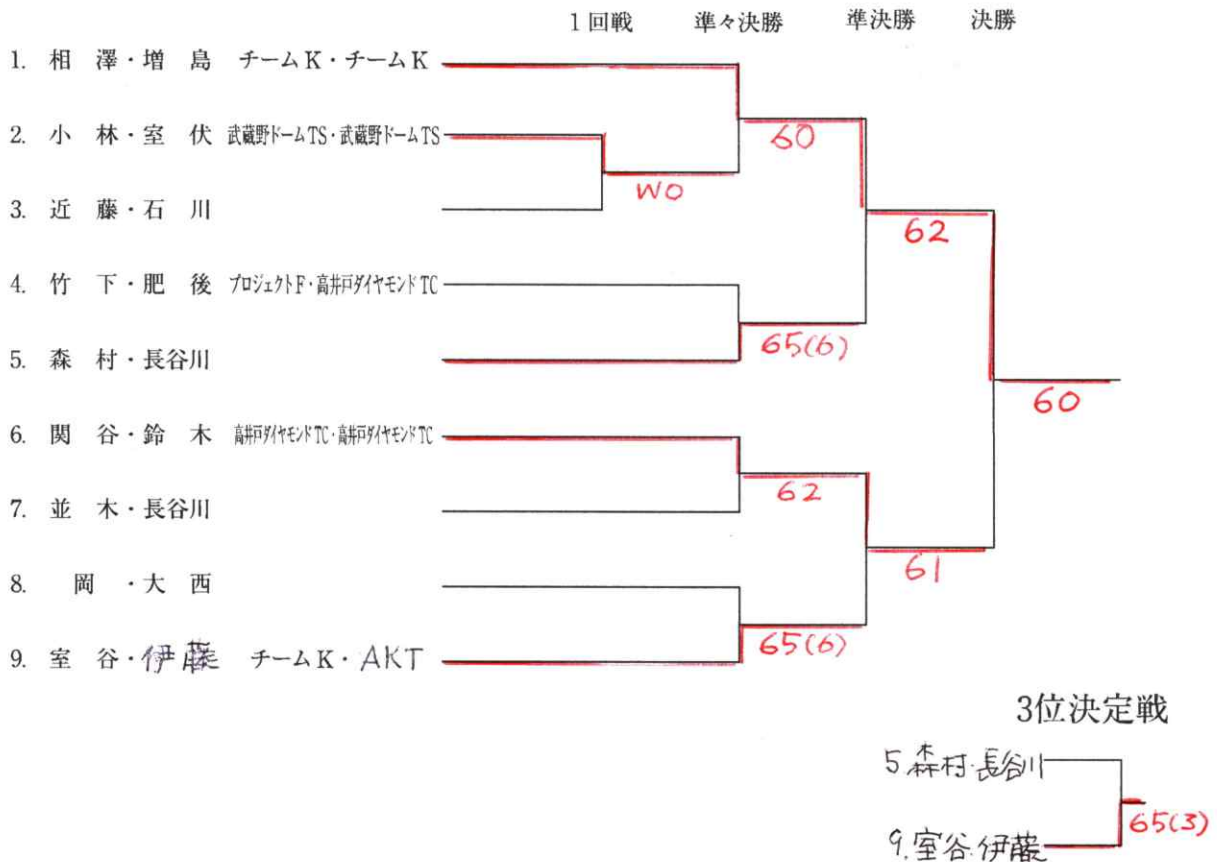 1回戦 準々決勝 準決勝 決勝
1. 相 澤・増 島 チームK・チームK
60
2. 小 林・室 伏 武蔵野ドームTS・武蔵野ドームTS
WO
3. 近 藤・石 川
62
4. 竹 下・肥 後 プロジェクトF・高井戸ダイヤモンドTC
65(6)
5. 森 村・長谷川
60
6. 関 谷・鈴 木 高井戸ダイヤモンドTC・高井戸ダイヤモンドTC
62
7. 並 木・長谷川
61
8. 岡 ・大 西
65(6)
9. 室 谷・伊藤 チームK・AKT
3位決定戦
5.森村・長谷川
65(3)
9.室谷・伊藤